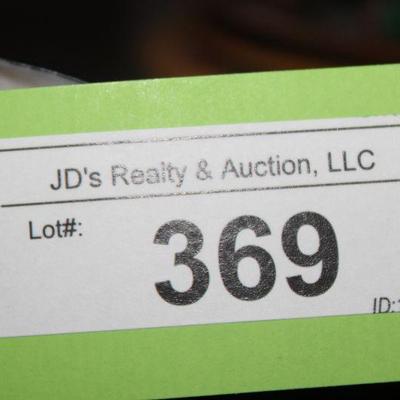 JD's Realty & Auction, LLC
Lot#:
369
ID: